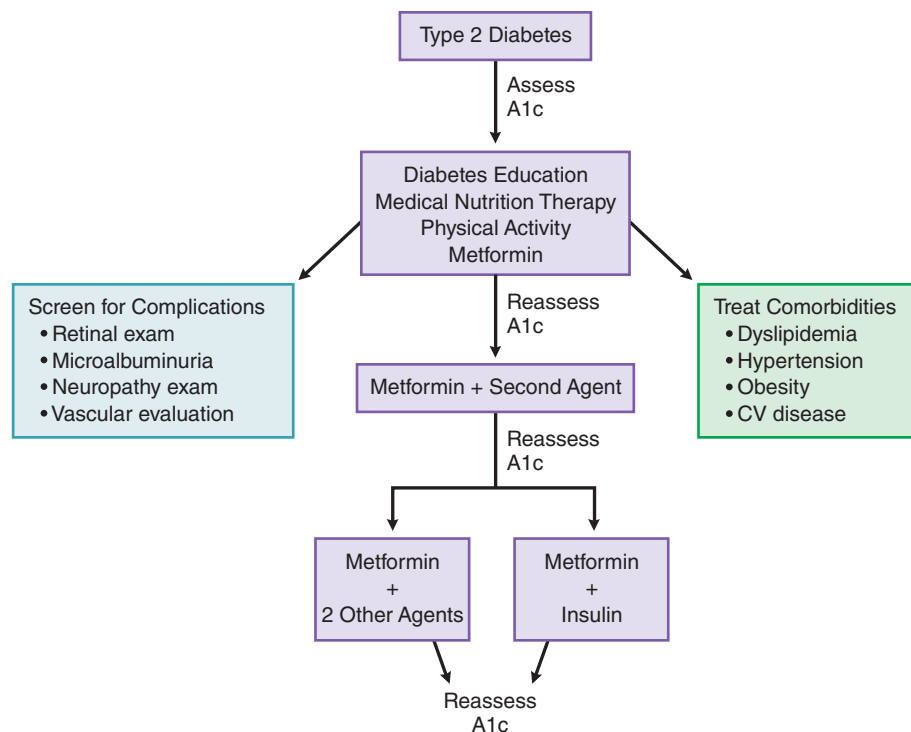 Type 2 Diabetes
Assess
A1c
Diabetes Education
Medical Nutrition Therapy
Physical Activity
Metformin
Screen for Complications
• Retinal exam
• Microalbuminuria
• Neuropathy exam
• Vascular evaluation
Reassess
A1c
Treat Comorbidities
• Dyslipidemia
• Hypertension
• Obesity
• CV disease
Metformin + Second Agent
Reassess
A1c
Metformin
+
2 Other Agents
Metformin
+
Insulin
Reassess
A1c